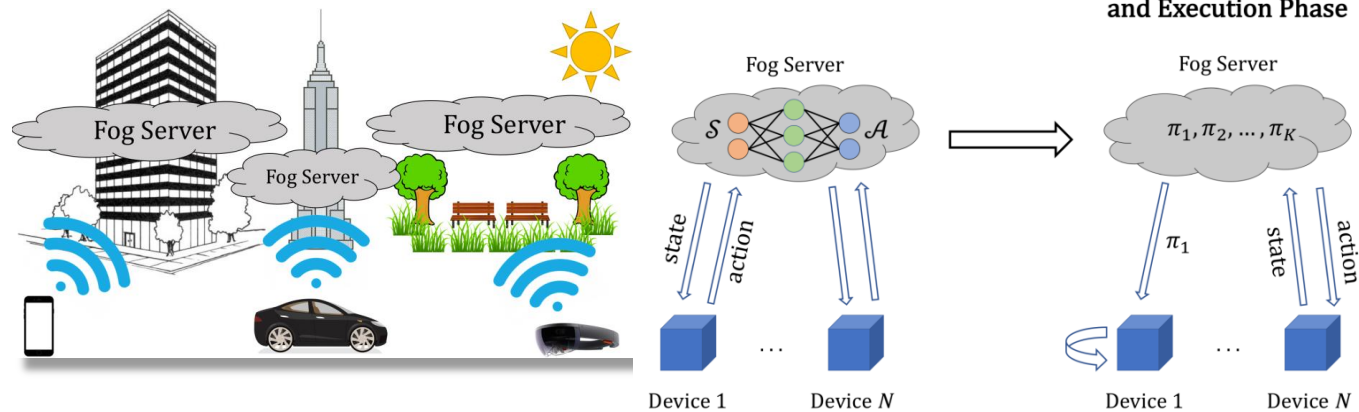 and Execution Phase
Fog Server
Fog Server
Fog Server
Fog Server
𝒮
𝒜
state
action
Device 1
...
Device N
Fog Server
π₁, π₂, ..., π_K
π₁
state
action
Device 1
...
Device N